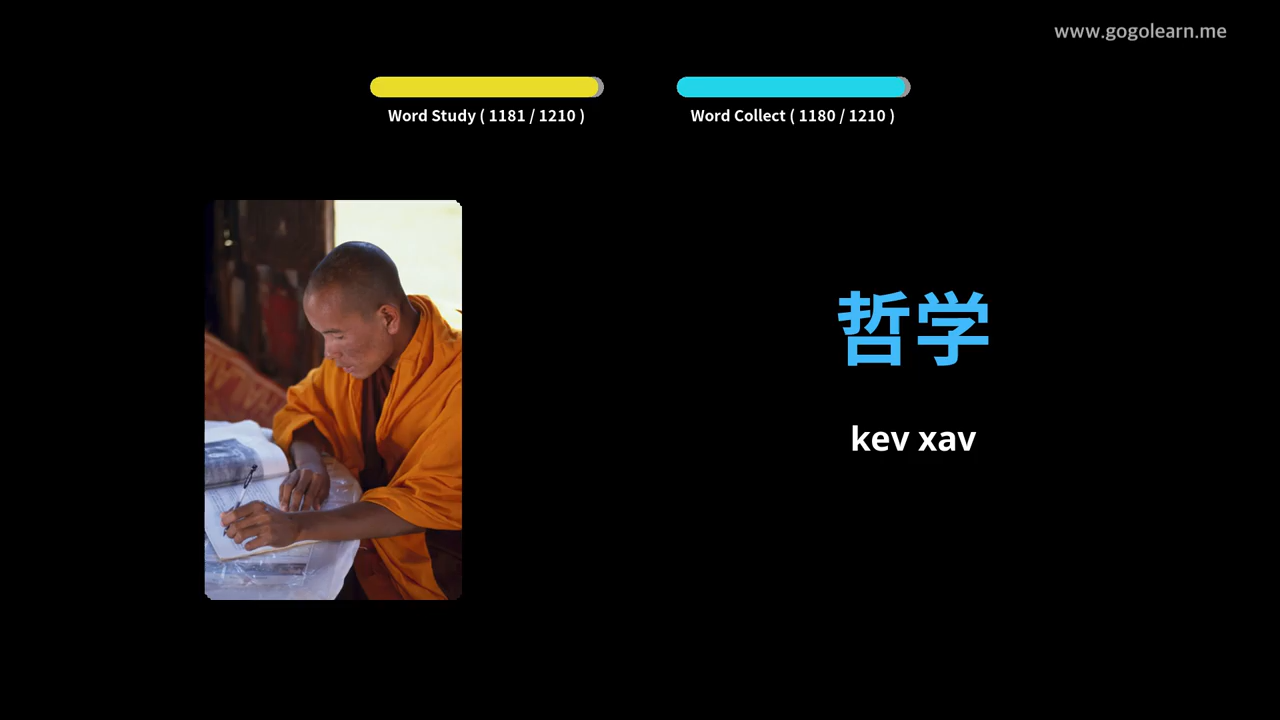 www.gogolearn.me
Word Study ( 1181 / 1210 )
Word Collect ( 1180 / 1210 )
哲学
kev xav